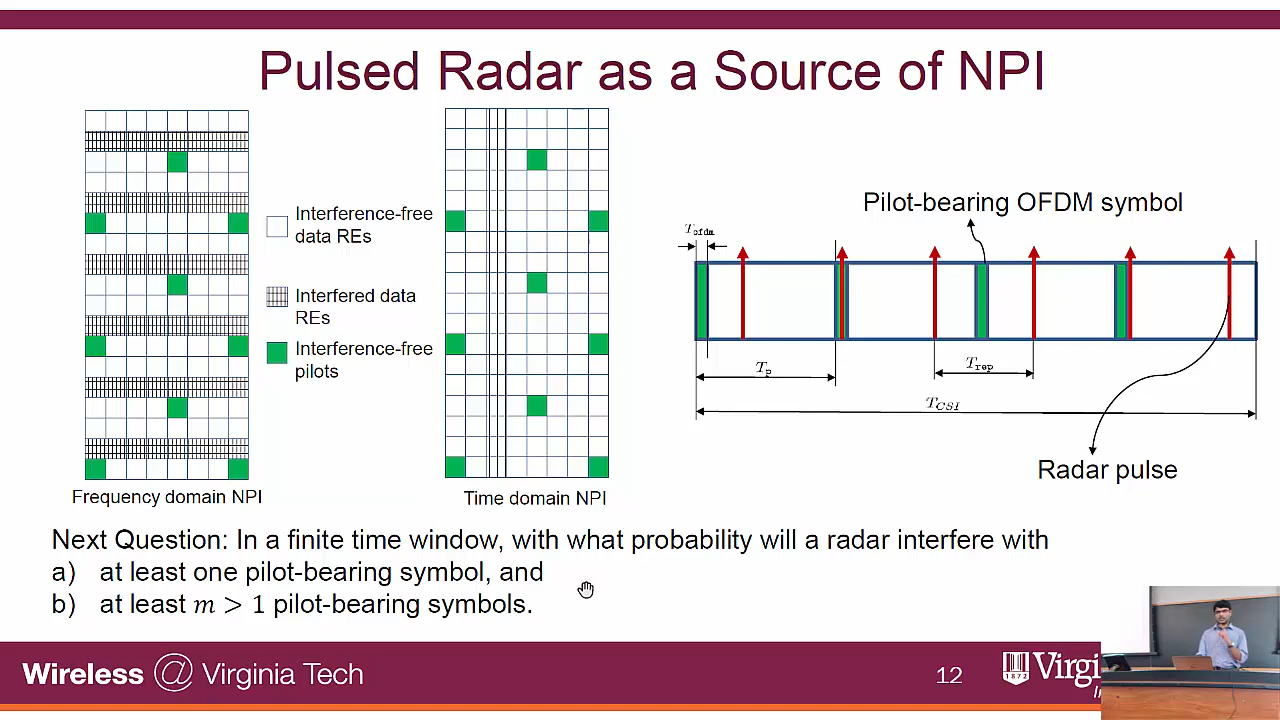 Pulsed Radar as a Source of NPI
Interference-free
data REs
Interfered data
REs
Interference-free
pilots
Frequency domain NPI
Time domain NPI
Pilot-bearing OFDM symbol
T_ofdm
T_p
T_rep
T_CSI
Radar pulse
Next Question: In a finite time window, with what probability will a radar interfere with
a) at least one pilot-bearing symbol, and
b) at least m > 1 pilot-bearing symbols.
Wireless @ Virginia Tech
12
1872